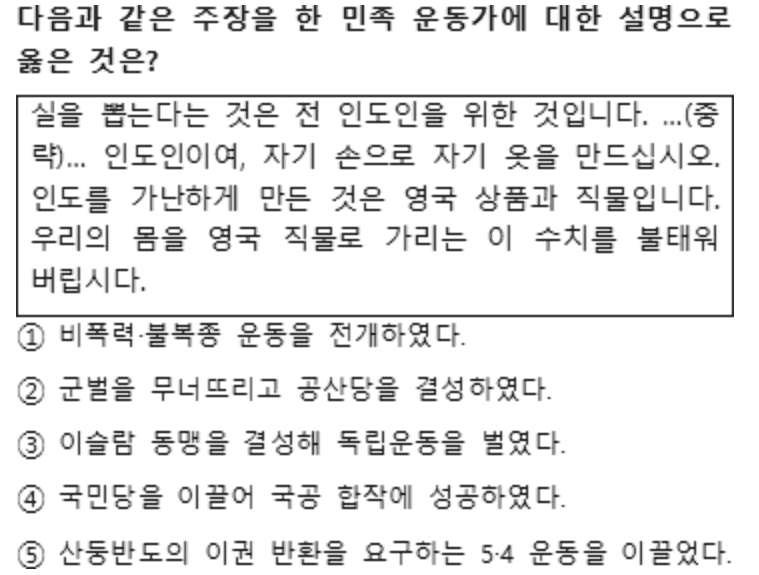 다음과 같은 주장을 한 민족 운동가에 대한 설명으로
옳은 것은?
실을 뽑는다는 것은 전 인도인을 위한 것입니다. ...(중
략)... 인도인이여, 자기 손으로 자기 옷을 만드십시오.
인도를 가난하게 만든 것은 영국 상품과 직물입니다.
우리의 몸을 영국 직물로 가리는 이 수치를 불태워
버립시다.
① 비폭력·불복종 운동을 전개하였다.
② 군벌을 무너뜨리고 공산당을 결성하였다.
③ 이슬람 동맹을 결성해 독립운동을 벌였다.
④ 국민당을 이끌어 국공 합작에 성공하였다.
⑤ 산둥반도의 이권 반환을 요구하는 5·4 운동을 이끌었다.